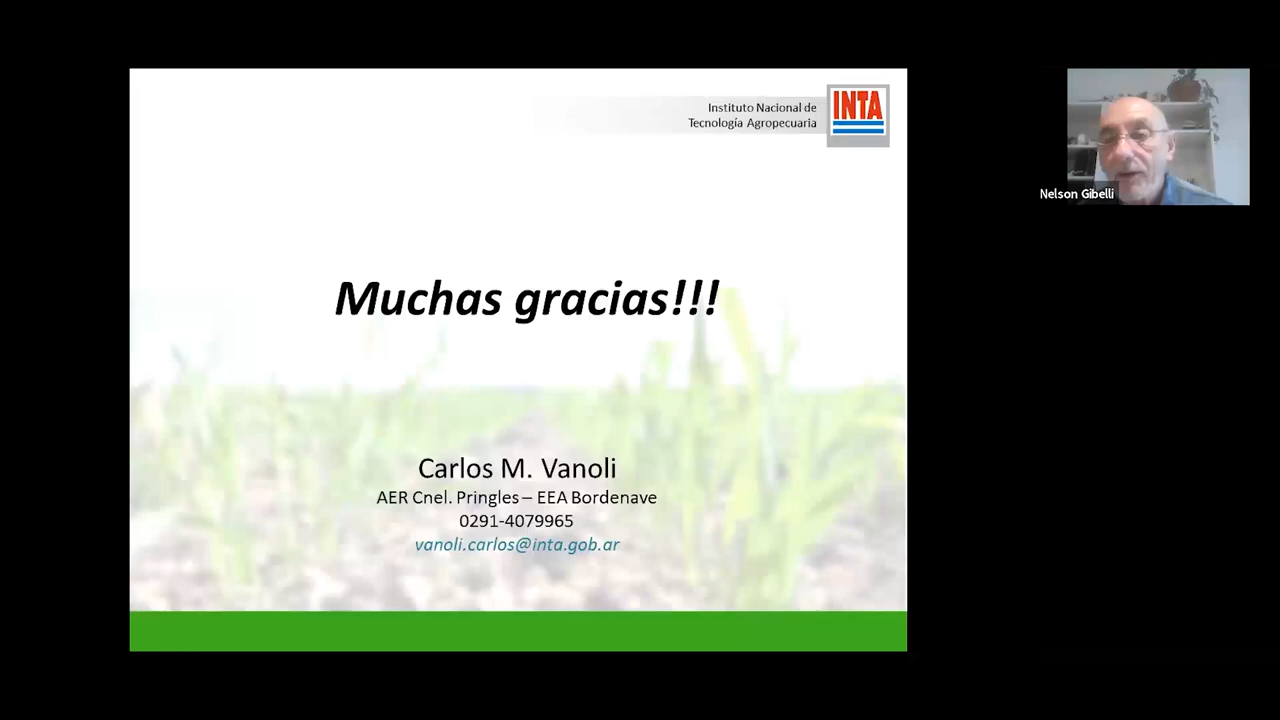 Instituto Nacional de
Tecnología Agropecuaria
INTA
Nelson Gibelli
Muchas gracias!!!
Carlos M. Vanoli
AER Cnel. Pringles – EEA Bordenave
0291-4079965
vanoli.carlos@inta.gob.ar